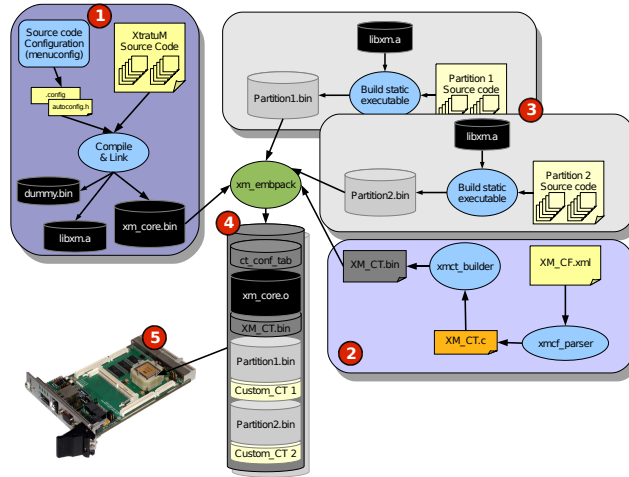 1
Source code
Configuration
(menuconfig)
XtratuM
Source Code
.config
autoconfig.h
Compile
& Link
dummy.bin
libxm.a
xm_core.bin
libxm.a
Partition1.bin
Build static
executable
Partition 1
Source code
3
libxm.a
Partition2.bin
Build static
executable
Partition 2
Source code
xm_embpack
4
ct_conf_tab
xm_core.o
XM_CT.bin
Partition1.bin
Custom_CT 1
Partition2.bin
Custom_CT 2
XM_CT.bin
xmct_builder
XM_CF.xml
XM_CT.c
xmcf_parser
2
5